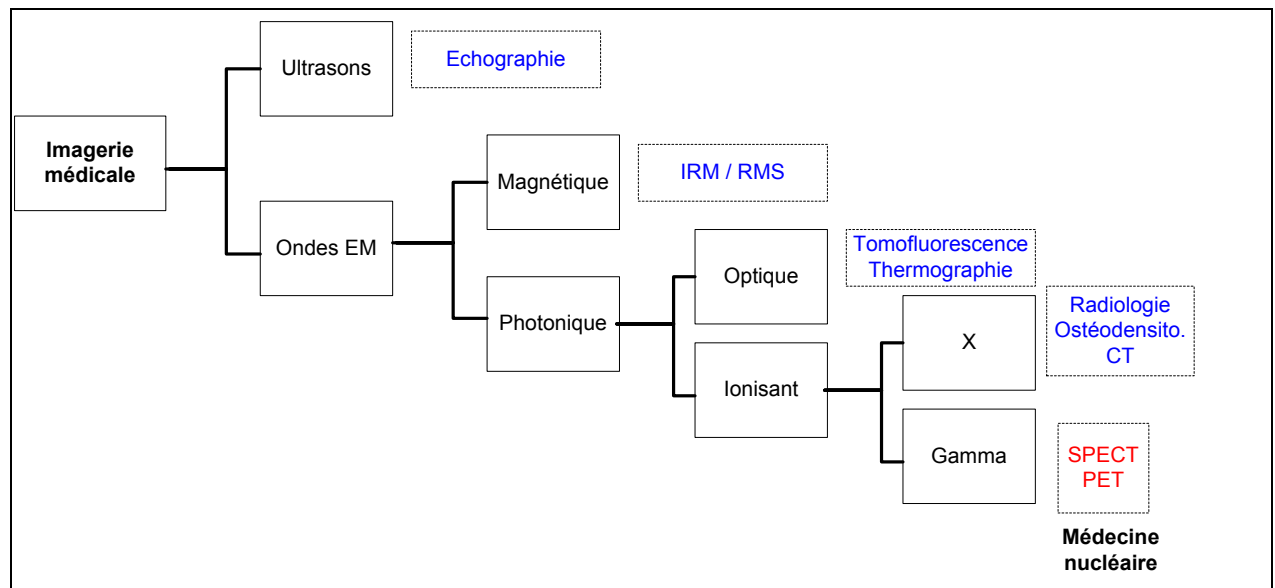 Ultrasons
Echographie
Imagerie
médicale
Magnétique
IRM / RMS
Ondes EM
Tomofluorescence
Thermographie
Optique
Photonique
Radiologie
Ostéodensito.
CT
X
Ionisant
Gamma
SPECT
PET
Médecine
nucléaire